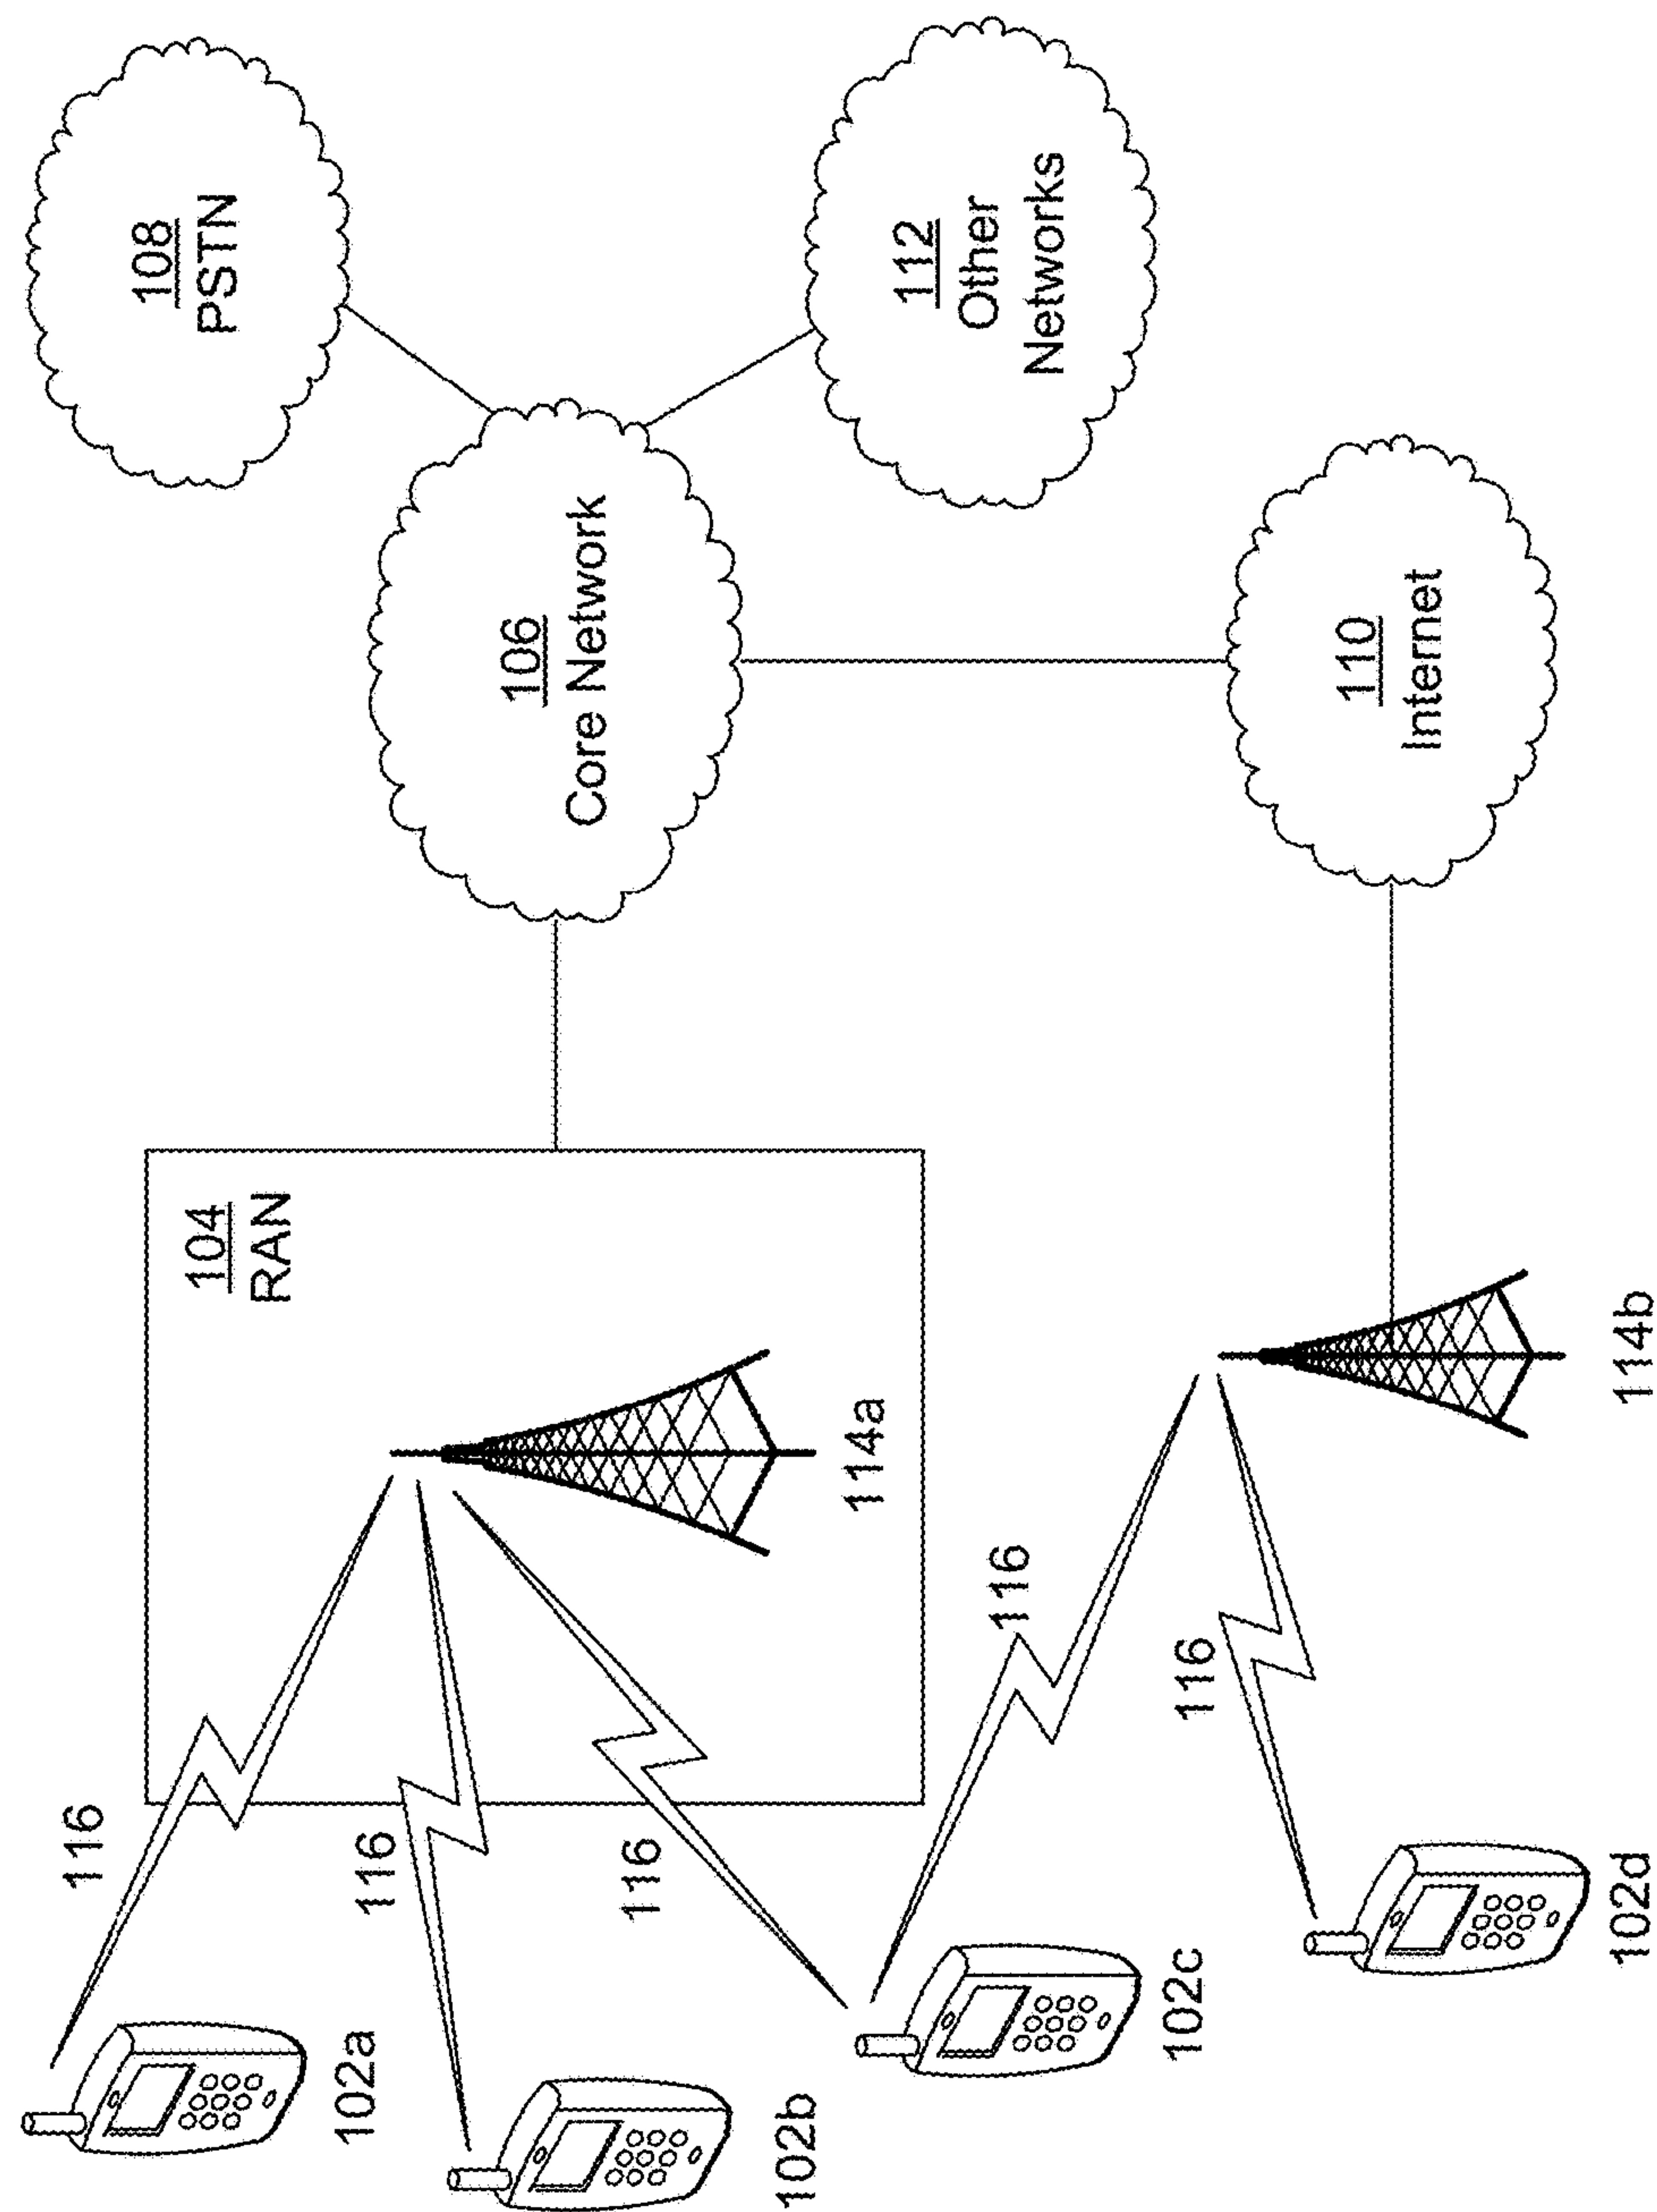 108
PSTN
106
Core Network
112
Other
Networks
110
Internet
104
RAN
114a
114b
116
116
116
116
116
102a
102b
102c
102d